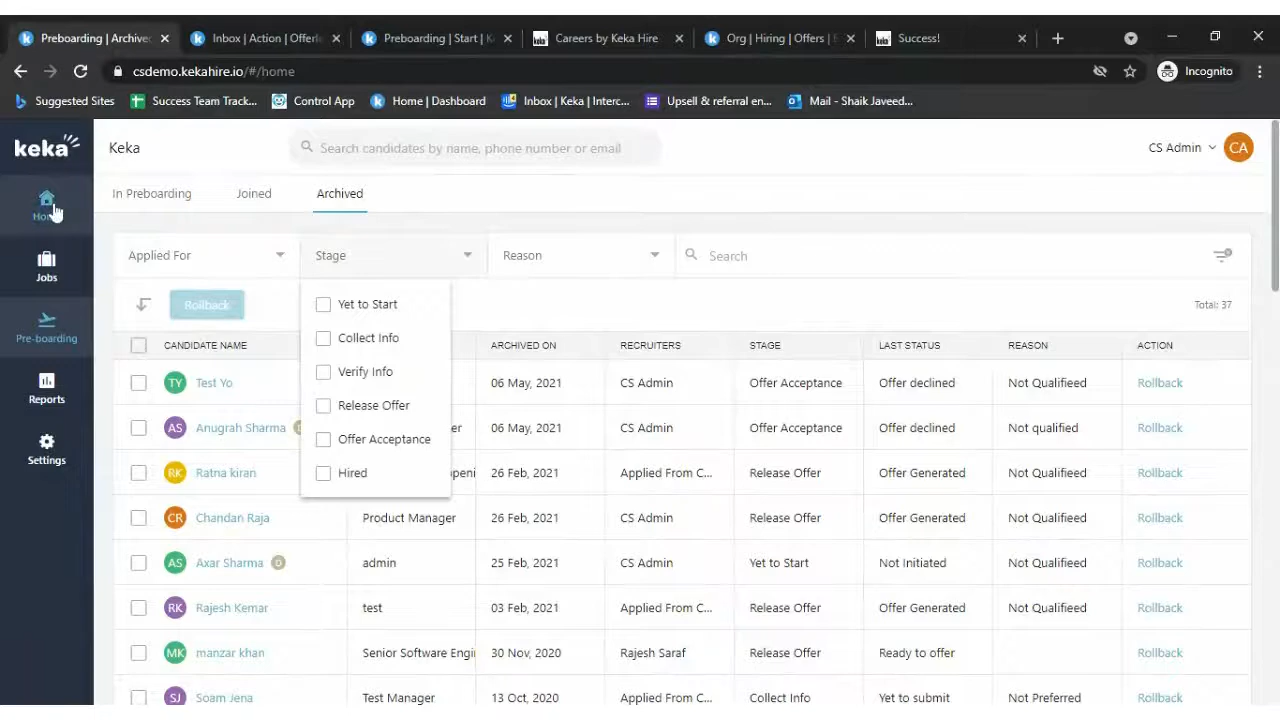 Preboarding | Archive
Inbox | Action | Offerl
Preboarding | Start | K
Careers by Keka Hire
Org | Hiring | Offers |
Success!
csdemo.kekahire.io/#/home
Incognito
Suggested Sites
Success Team Track...
Control App
Home | Dashboard
Inbox | Keka | Interc...
Upsell & referral en...
Mail - Shaik Javeed...
keka
Keka
Search candidates by name, phone number or email
CS Admin
CA
Home
Jobs
Pre-boarding
Reports
Settings
In Preboarding
Joined
Archived
Applied For
Stage
Reason
Search
Rollback
Total: 37
Yet to Start
Collect Info
Verify Info
Release Offer
Offer Acceptance
Hired
CANDIDATE NAME ARCHIVED ON RECRUITERS STAGE LAST STATUS REASON ACTION
TY Test Yo 06 May, 2021 CS Admin Offer Acceptance Offer declined Not Qualifieed Rollback
AS Anugrah Sharma er 06 May, 2021 CS Admin Offer Acceptance Offer declined Not qualified Rollback
RK Ratna kiran peni 26 Feb, 2021 Applied From C... Release Offer Offer Generated Not Qualifieed Rollback
CR Chandan Raja Product Manager 26 Feb, 2021 CS Admin Release Offer Offer Generated Not Qualifieed Rollback
AS Axar Sharma D admin 25 Feb, 2021 CS Admin Yet to Start Not Initiated Not Qualifieed Rollback
RK Rajesh Kemar test 03 Feb, 2021 Applied From C... Release Offer Offer Generated Not Qualifieed Rollback
MK manzar khan Senior Software Engi 30 Nov, 2020 Rajesh Saraf Release Offer Ready to offer Rollback
SJ Soam Jena Test Manager 13 Oct, 2020 Applied From C... Collect Info Yet to submit Not Preferred Rollback